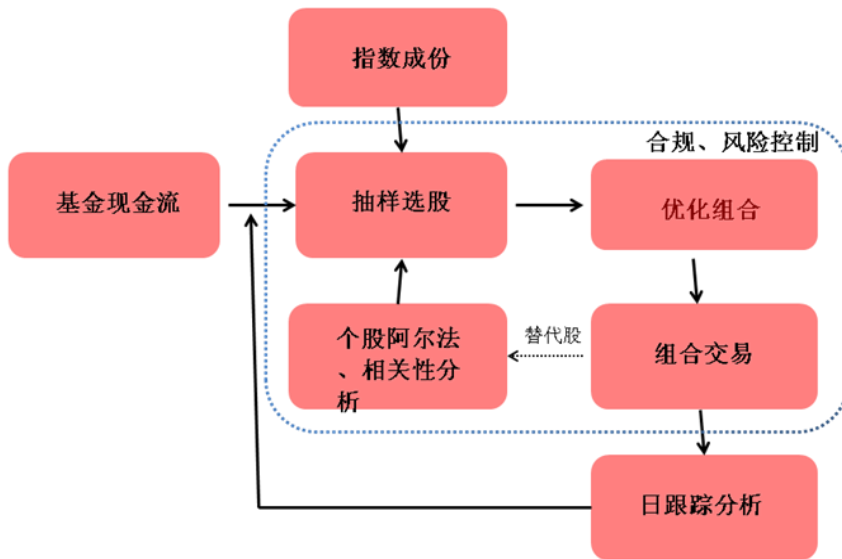 指数成份
合规、风险控制
基金现金流
抽样选股
优化组合
个股阿尔法
、相关性分
析
替代股
组合交易
日跟踪分析